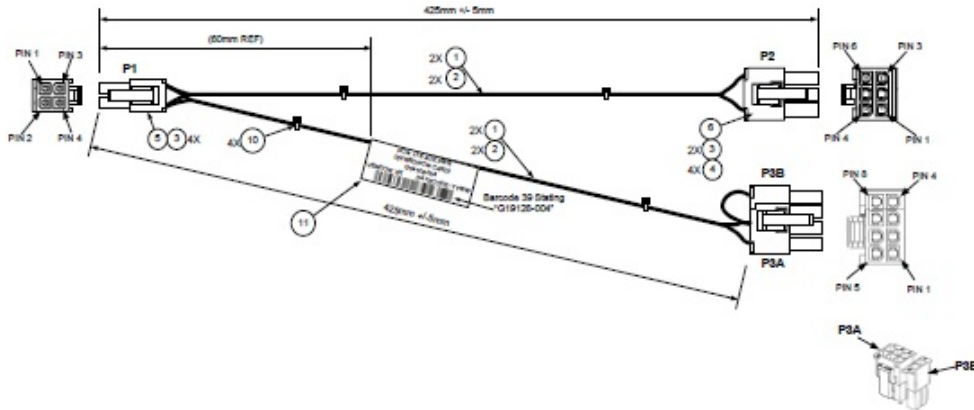 425mm +/- 5mm
(60mm REF)
PIN 1
PIN 3
P1
2X 1
2X 2
P2
PIN 6
PIN 3
PIN 2
PIN 4
5 3 4X
4X 10
2X 1
2X 2
6
2X 3
4X 4
PIN 4
PIN 1
11
Barcode 39 Stating
"G19128-004"
425mm +/-5mm
P3B
P3A
PIN 8
PIN 4
PIN 5
PIN 1
P3A
P3B